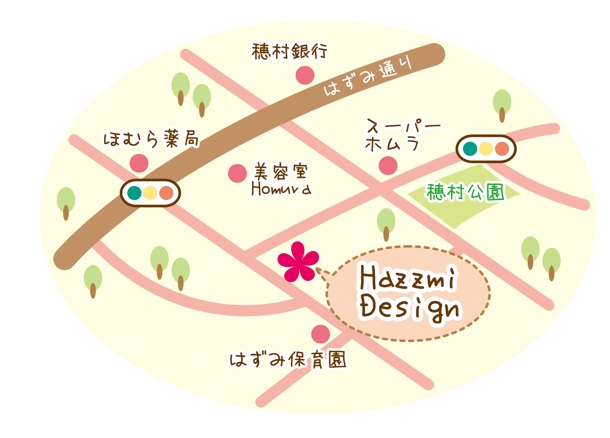 穂村銀行
はずみ通り
スーパー
ホムラ
ほむら薬局
美容室
Homura
穂村公園
Hazzmi
Design
はずみ保育園